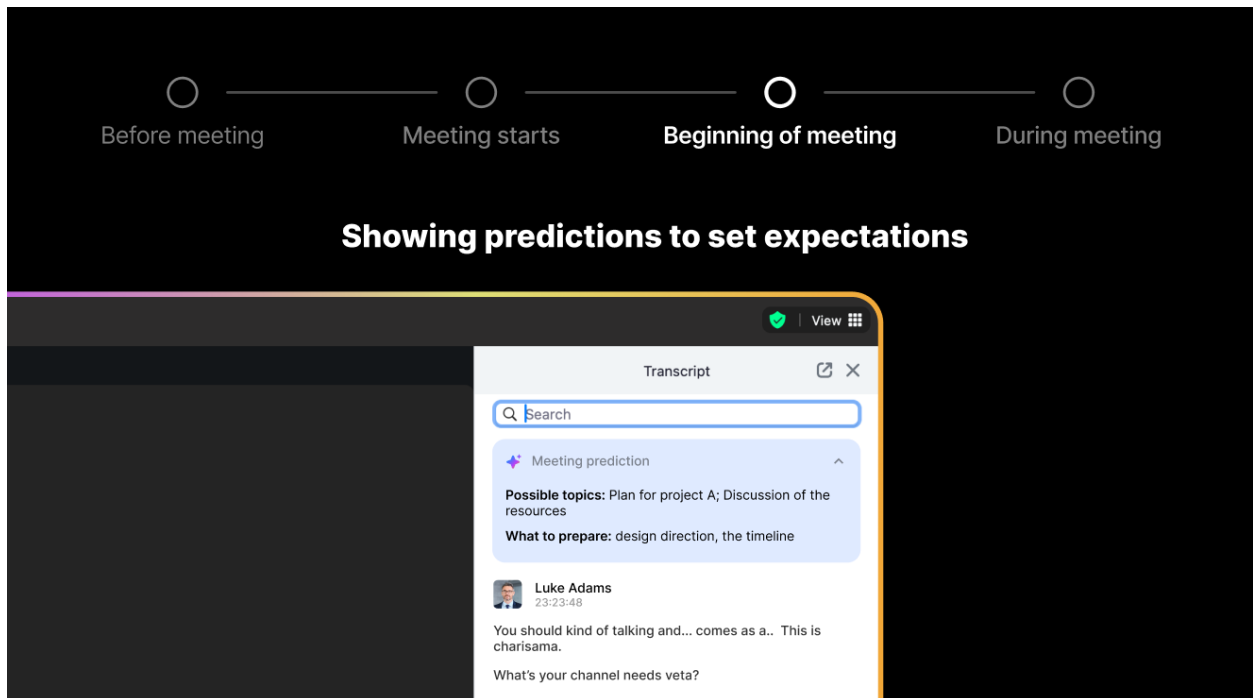 Before meeting
Meeting starts
Beginning of meeting
During meeting
Showing predictions to set expectations
View
Transcript
Search
Meeting prediction
Possible topics: Plan for project A; Discussion of the
resources
What to prepare: design direction, the timeline
Luke Adams
23:23:48
You should kind of talking and... comes as a.. This is
charisama.
What's your channel needs veta?